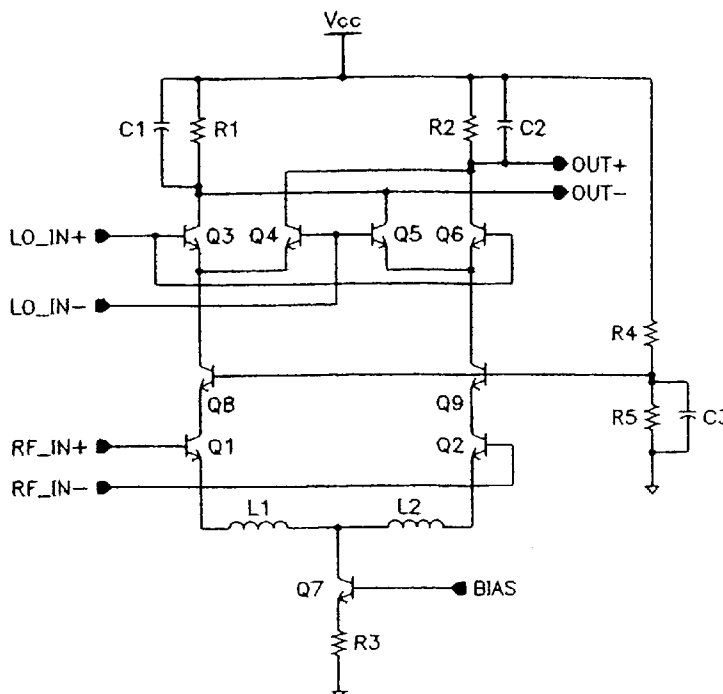 Vcc
C1
R1
R2
C2
OUT+
OUT-
LO_IN+
Q3
Q4
Q5
Q6
LO_IN-
R4
Q8
Q9
R5
C3
RF_IN+
Q1
Q2
RF_IN-
L1
L2
Q7
BIAS
R3